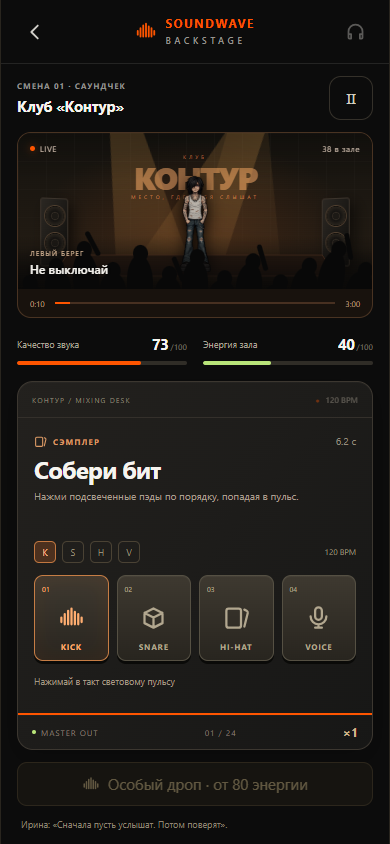 SOUNDWAVE
BACKSTAGE
СМЕНА 01 · САУНДЧЕК
Клуб «Контур»
LIVE
38 в зале
КЛУБ
КОНТУР
ЛЕВЫЙ БЕРЕГ
Не выключай
0:10
3:00
Качество звука
73 /100
Энергия зала
40 /100
КОНТУР / MIXING DESK
120 BPM
СЭМПЛЕР
6.2 с
Собери бит
Нажми подсвеченные пэды по порядку, попадая в пульс.
K S H V
120 BPM
01 02 03 04
KICK SNARE HI-HAT VOICE
Нажимай в такт световому пульсу
MASTER OUT
01 / 24
×1
Особый дроп · от 80 энергии
Ирина: «Сначала пусть услышат. Потом поверят».